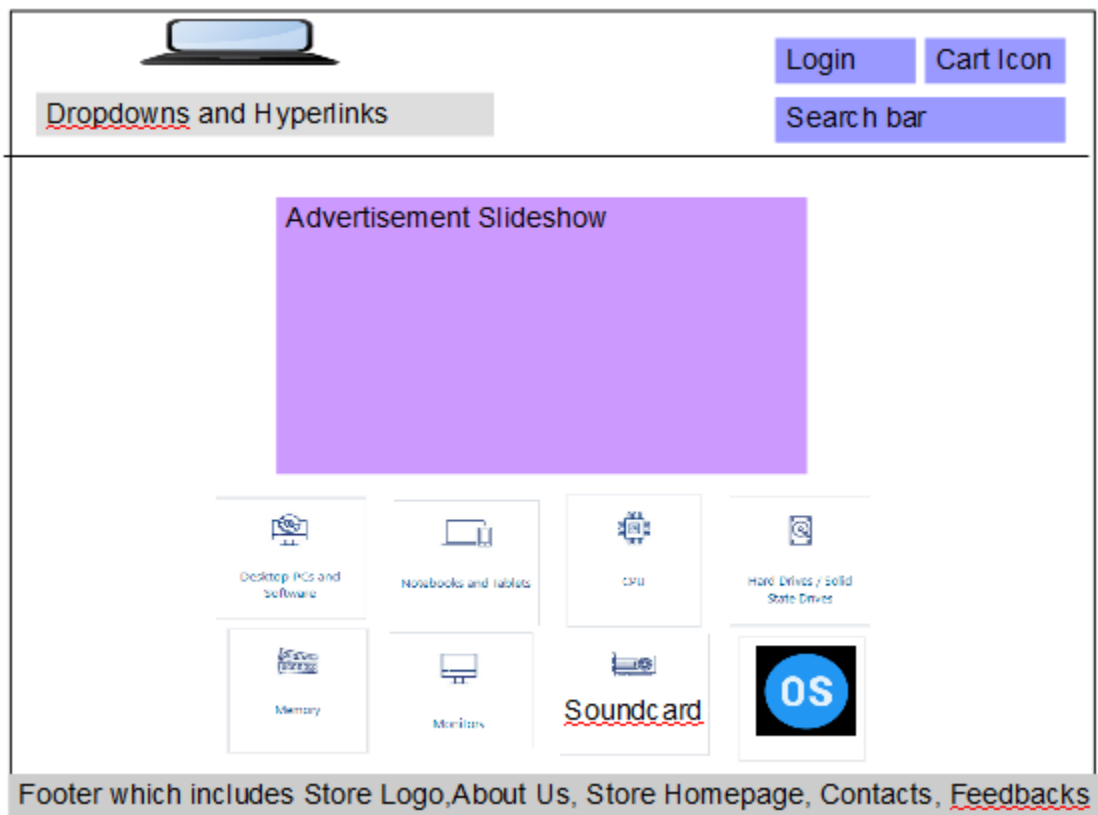 Login
Cart Icon
Dropdowns and Hyperlinks
Search bar
Advertisement Slideshow
Desktop PCs and
Software
Notebooks and Tablets
CPU
Hard Drives / Solid
State Drives
Memory
Monitors
Soundcard
OS
Footer which includes Store Logo,About Us, Store Homepage, Contacts, Feedbacks